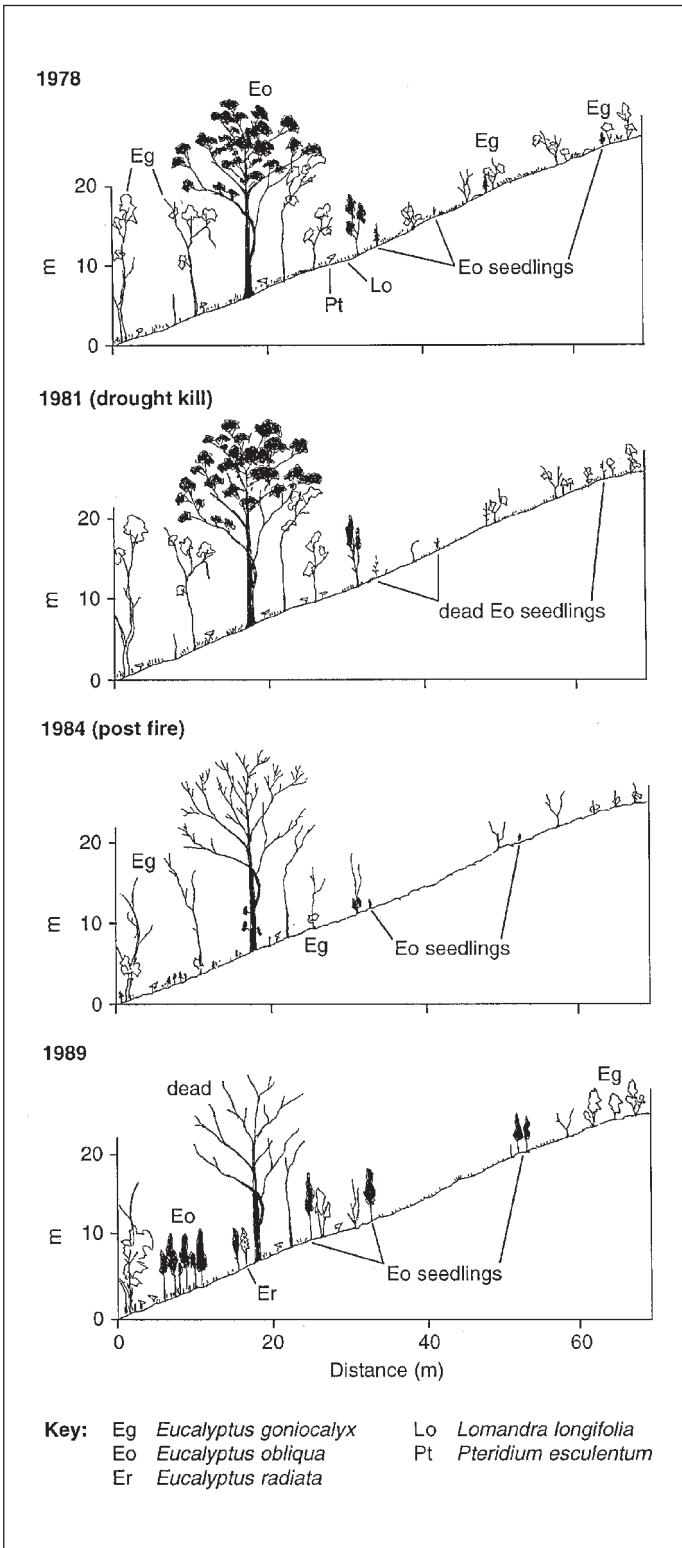 1978
Eo
Eg
Eg
Eg
20
10
0
m
Eo seedlings
Lo
Pt
1981 (drought kill)
20
10
0
m
dead Eo seedlings
1984 (post fire)
Eg
20
10
0
m
Eg
Eo seedlings
1989
dead
Eg
20
10
0
m
Eo
Eo seedlings
Er
0 20 40 60
Distance (m)
Key: Eg Eucalyptus goniocalyx Lo Lomandra longifolia
Eo Eucalyptus obliqua Pt Pteridium esculentum
Er Eucalyptus radiata